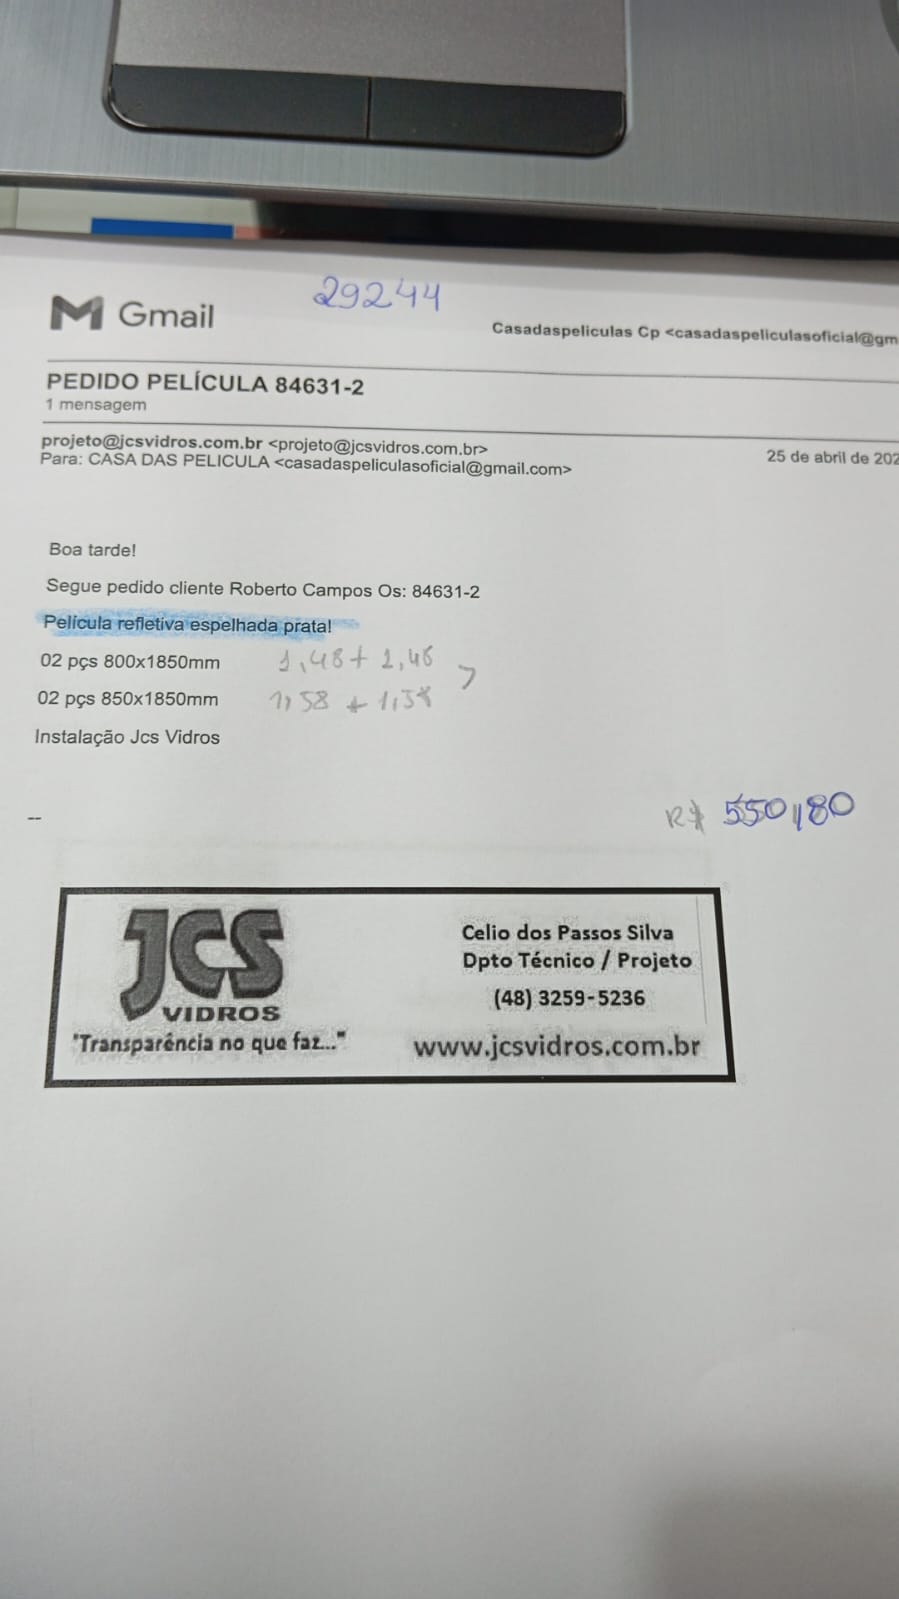 29244
Gmail
Casadaspeliculas Cp <casadaspeliculasoficial@gm
PEDIDO PELÍCULA 84631-2
1 mensagem
projeto@jcsvidros.com.br <projeto@jcsvidros.com.br>
Para: CASA DAS PELICULA <casadaspeliculasoficial@gmail.com>
25 de abril de 202
Boa tarde!
Segue pedido cliente Roberto Campos Os: 84631-2
Película refletiva espelhada prata!
02 pçs 800x1850mm 1,48 + 1,48
02 pçs 850x1850mm 1,58 + 1,58
Instalação Jcs Vidros
R$ 550,80
--
JCS
VIDROS
"Transparência no que faz..."
Celio dos Passos Silva
Dpto Técnico / Projeto
(48) 3259-5236
www.jcsvidros.com.br